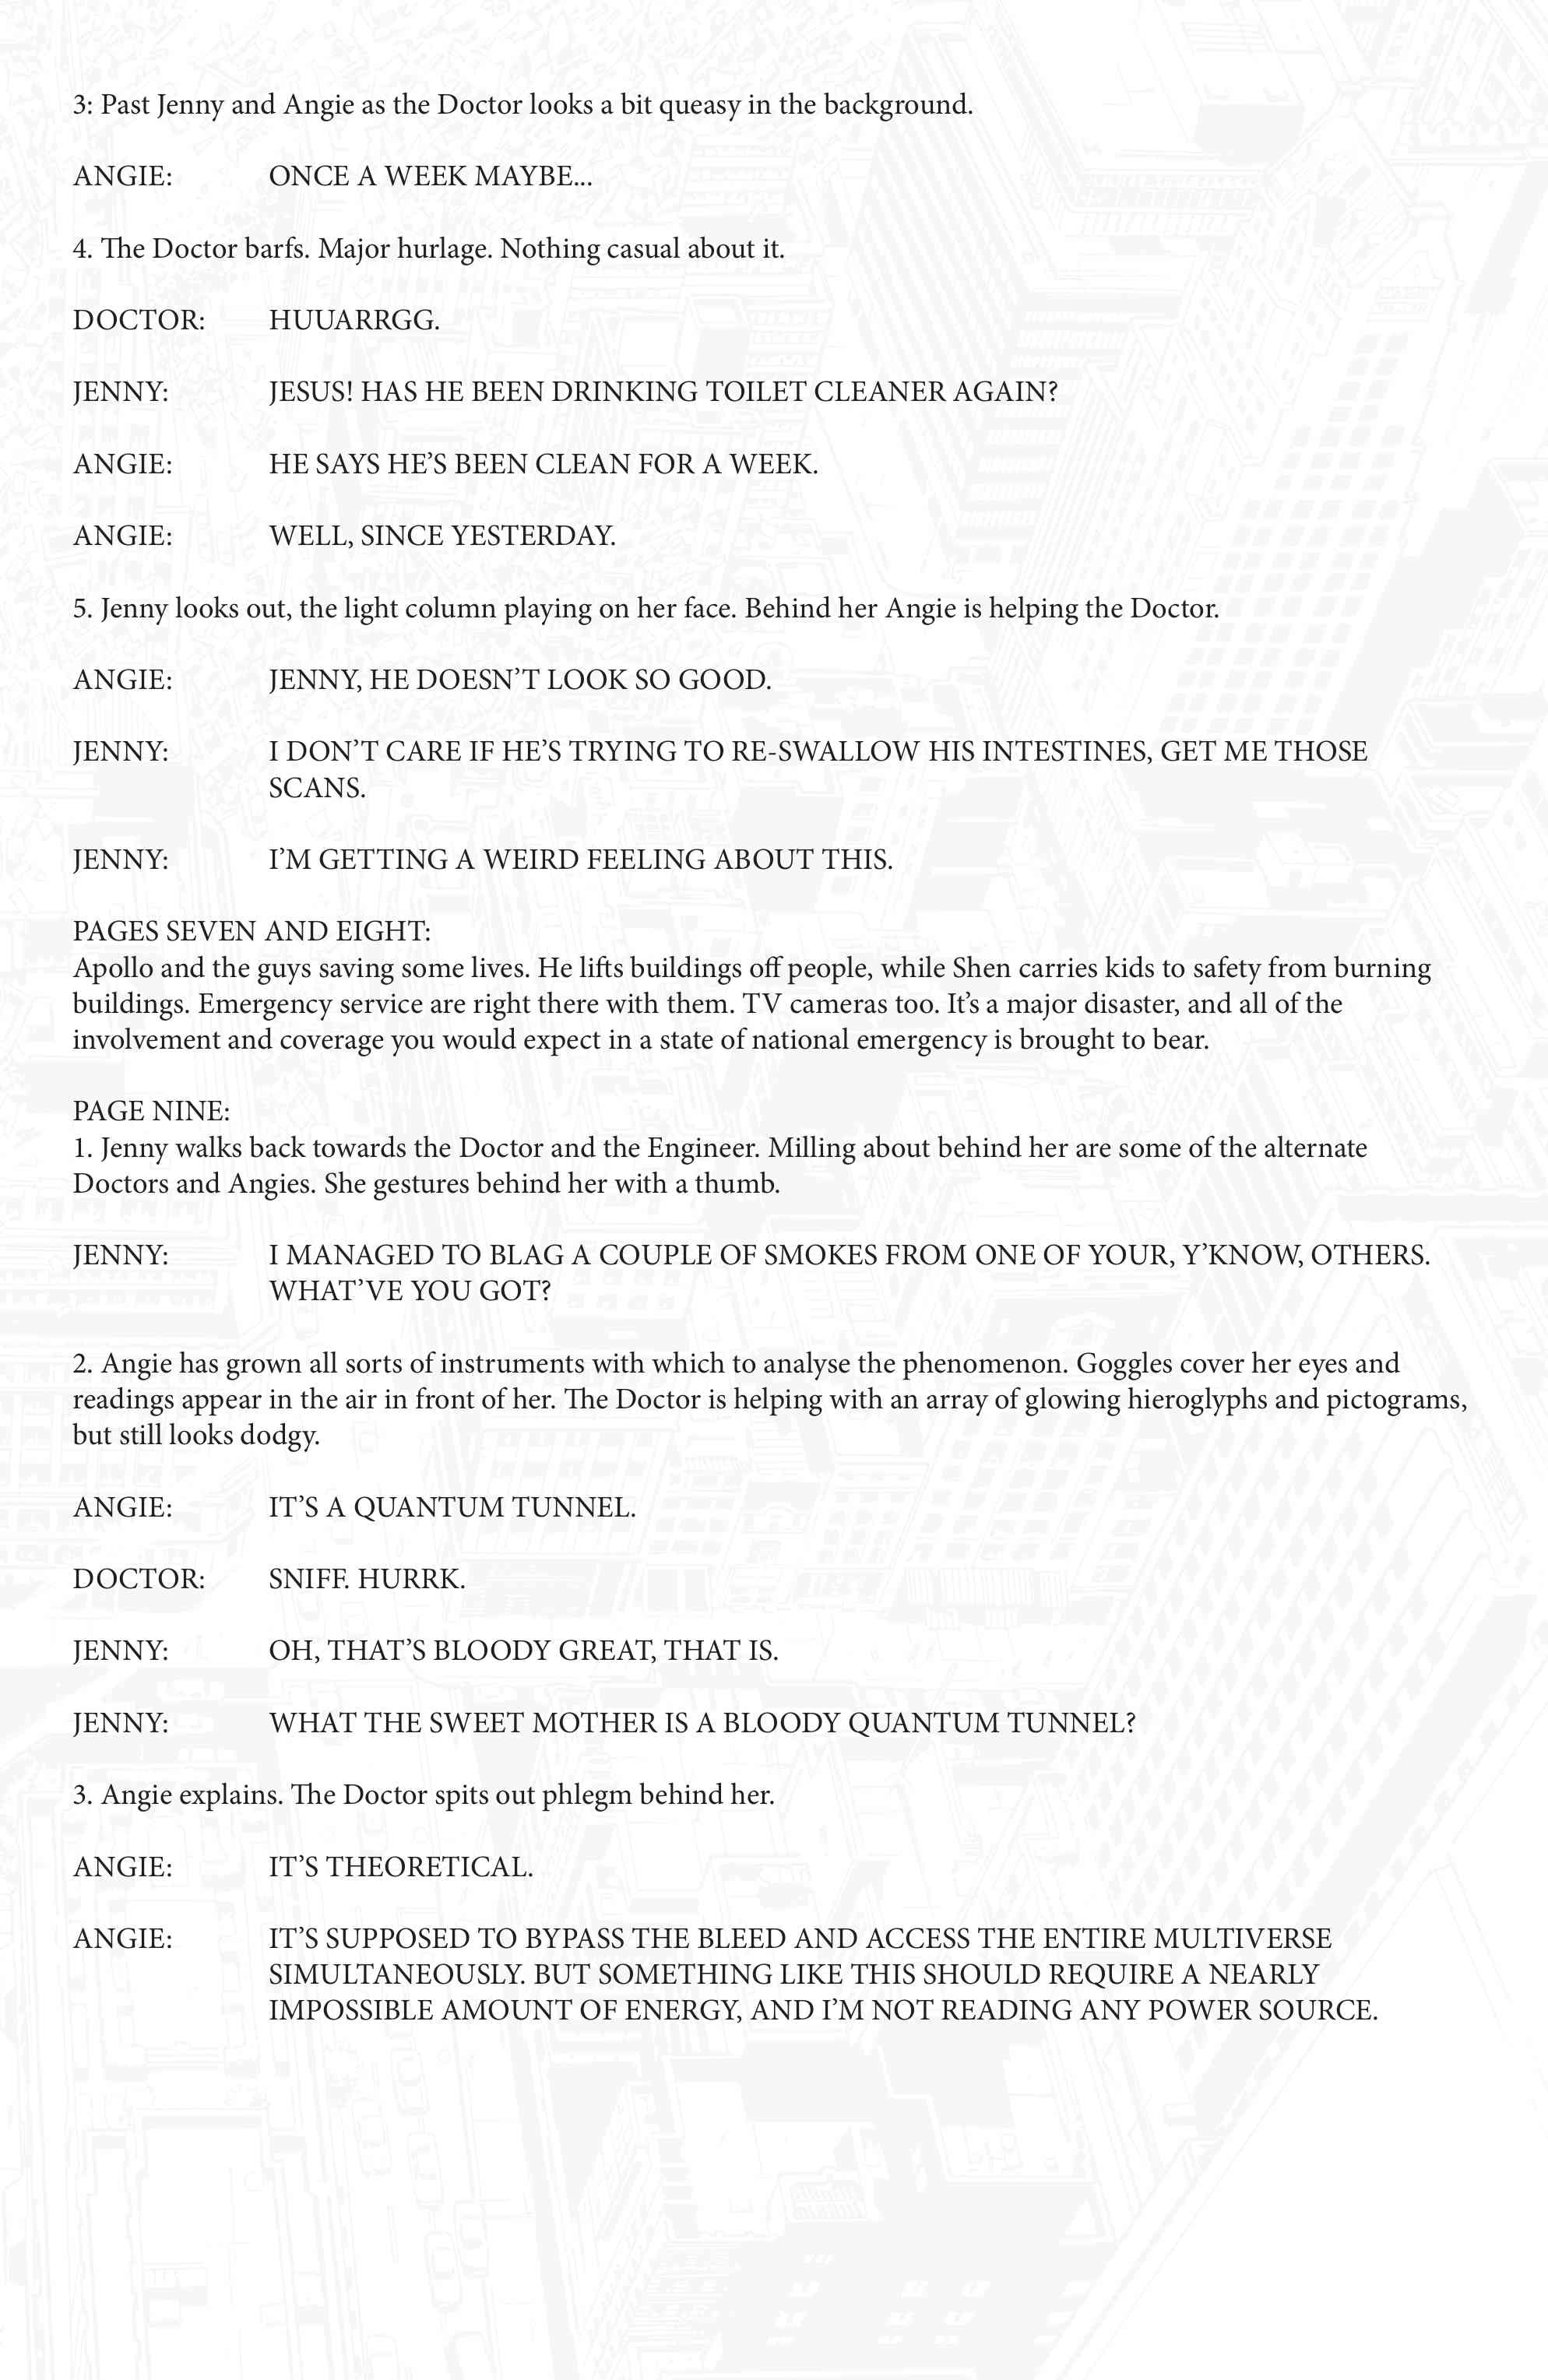 3: Past Jenny and Angie as the Doctor looks a bit queasy in the background.
ANGIE: ONCE A WEEK MAYBE...
4. The Doctor barfs. Major hurlage. Nothing casual about it.
DOCTOR: HUUARRGG.
JENNY: JESUS! HAS HE BEEN DRINKING TOILET CLEANER AGAIN?
ANGIE: HE SAYS HE’S BEEN CLEAN FOR A WEEK.
ANGIE: WELL, SINCE YESTERDAY.
5. Jenny looks out, the light column playing on her face. Behind her Angie is helping the Doctor.
ANGIE: JENNY, HE DOESN’T LOOK SO GOOD.
JENNY: I DON’T CARE IF HE’S TRYING TO RE-SWALLOW HIS INTESTINES, GET ME THOSE
SCANS.
JENNY: I’M GETTING A WEIRD FEELING ABOUT THIS.
PAGES SEVEN AND EIGHT:
Apollo and the guys saving some lives. He lifts buildings off people, while Shen carries kids to safety from burning
buildings. Emergency service are right there with them. TV cameras too. It’s a major disaster, and all of the
involvement and coverage you would expect in a state of national emergency is brought to bear.
PAGE NINE:
1. Jenny walks back towards the Doctor and the Engineer. Milling about behind her are some of the alternate
Doctors and Angies. She gestures behind her with a thumb.
JENNY: I MANAGED TO BLAG A COUPLE OF SMOKES FROM ONE OF YOUR, Y’KNOW, OTHERS.
WHAT’VE YOU GOT?
2. Angie has grown all sorts of instruments with which to analyse the phenomenon. Goggles cover her eyes and
readings appear in the air in front of her. The Doctor is helping with an array of glowing hieroglyphs and pictograms,
but still looks dodgy.
ANGIE: IT’S A QUANTUM TUNNEL.
DOCTOR: SNIFF. HURRK.
JENNY: OH, THAT’S BLOODY GREAT, THAT IS.
JENNY: WHAT THE SWEET MOTHER IS A BLOODY QUANTUM TUNNEL?
3. Angie explains. The Doctor spits out phlegm behind her.
ANGIE: IT’S THEORETICAL.
ANGIE: IT’S SUPPOSED TO BYPASS THE BLEED AND ACCESS THE ENTIRE MULTIVERSE
SIMULTANEOUSLY. BUT SOMETHING LIKE THIS SHOULD REQUIRE A NEARLY
IMPOSSIBLE AMOUNT OF ENERGY, AND I’M NOT READING ANY POWER SOURCE.